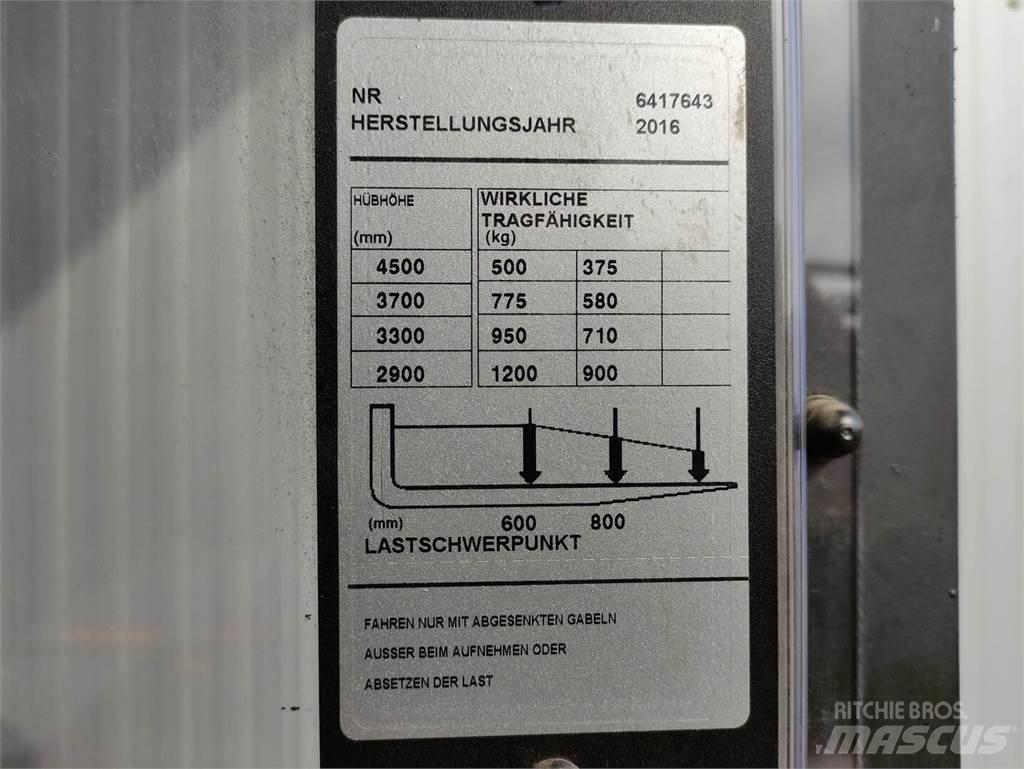 NR 6417643
HERSTELLUNGSJAHR 2016
HÜBHÖHE WIRKLICHE
TRAGFÄHIGKEIT
(mm) (kg)
4500 500 375
3700 775 580
3300 950 710
2900 1200 900
(mm) 600 800
LASTSCHWERPUNKT
FAHREN NUR MIT ABGESENKTEN GABELN
AUSSER BEIM AUFNEHMEN ODER
ABSETZEN DER LAST
RITCHIE BROS.
MASCUS